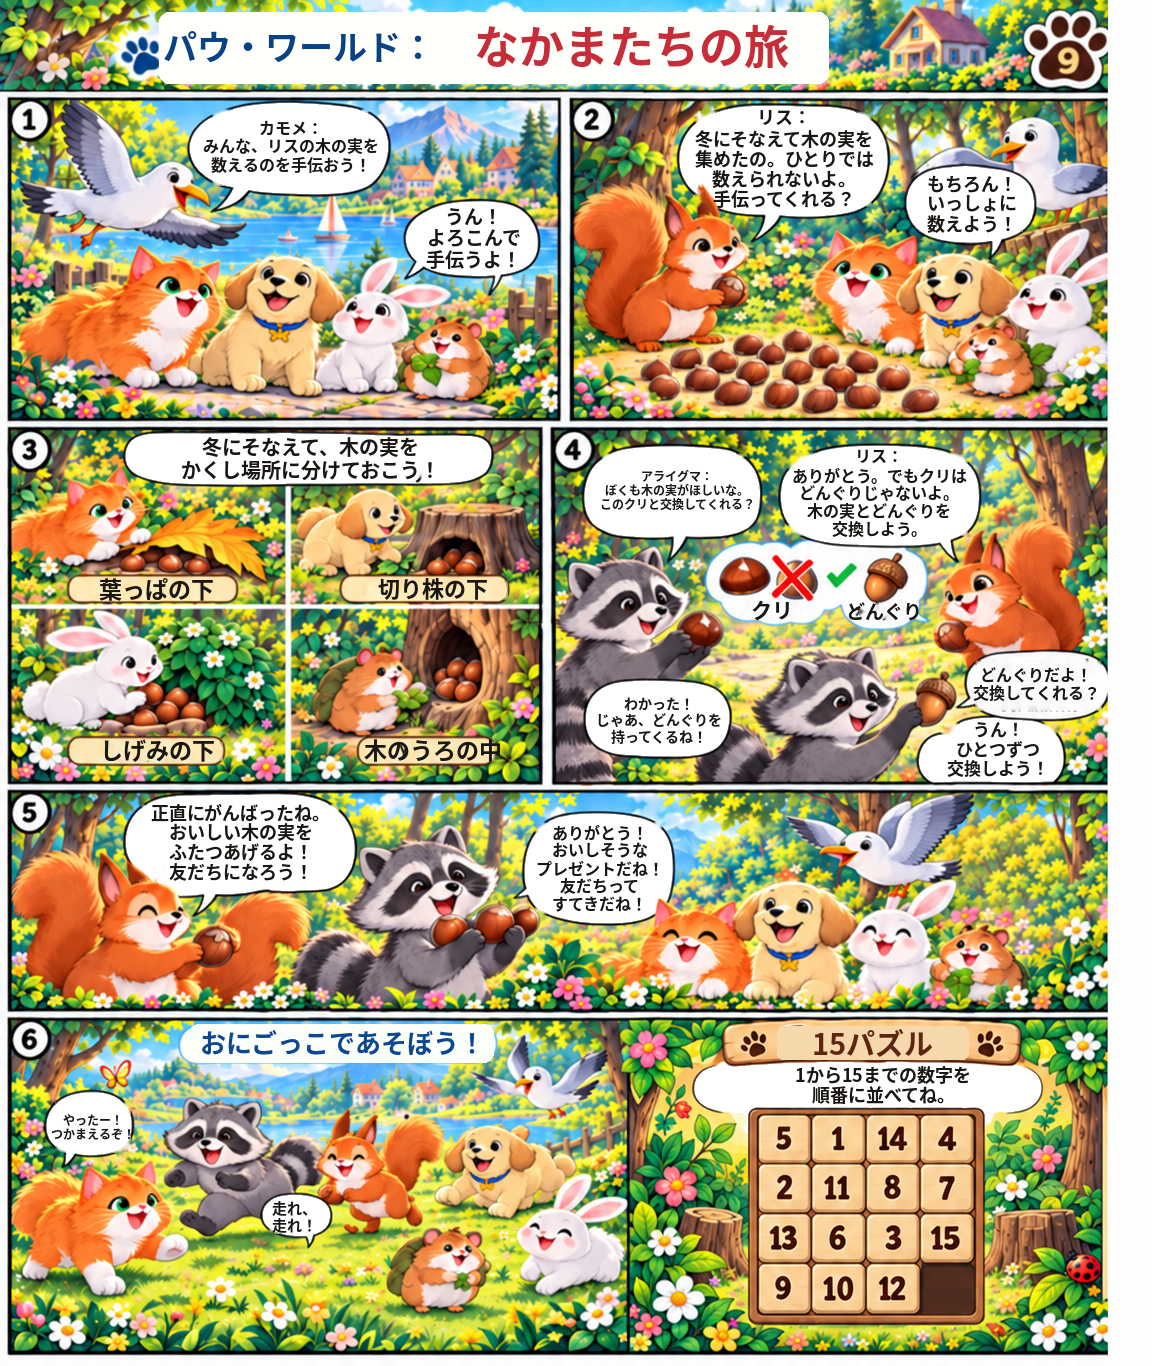 パウ・ワールド： なかまたちの旅
9
1
カモメ：
みんな、リスの木の実を
数えるのを手伝おう！
うん！
よろこんで
手伝うよ！
2
リス：
冬にそなえて木の実を
集めたの。ひとりでは
数えられないよ。
手伝ってくれる？
もちろん！
いっしょに
数えよう！
3
冬にそなえて、木の実を
かくし場所に分けておこう！
葉っぱの下
切り株の下
しげみの下
木のうろの中
4
アライグマ：
ぼくも木の実がほしいな。
このクリと交換してくれる？
リス：
ありがとう。でもクリは
どんぐりじゃないよ。
木の実とどんぐりを
交換しよう。
クリ
どんぐり
わかった！
じゃあ、どんぐりを
持ってくるね！
どんぐりだよ！
交換してくれる？
うん！
ひとつずつ
交換しよう！
5
正直にがんばったね。
おいしい木の実を
ふたつあげるよ！
友だちになろう！
ありがとう！
おいしそうな
プレゼントだね！
友だちって
すてきだね！
6
おにごっこであそぼう！
やったー！
つかまえるぞ！
走れ、
走れ！
15パズル
1から15までの数字を
順番に並べてね。
5 1 14 4
2 11 8 7
13 6 3 15
9 10 12